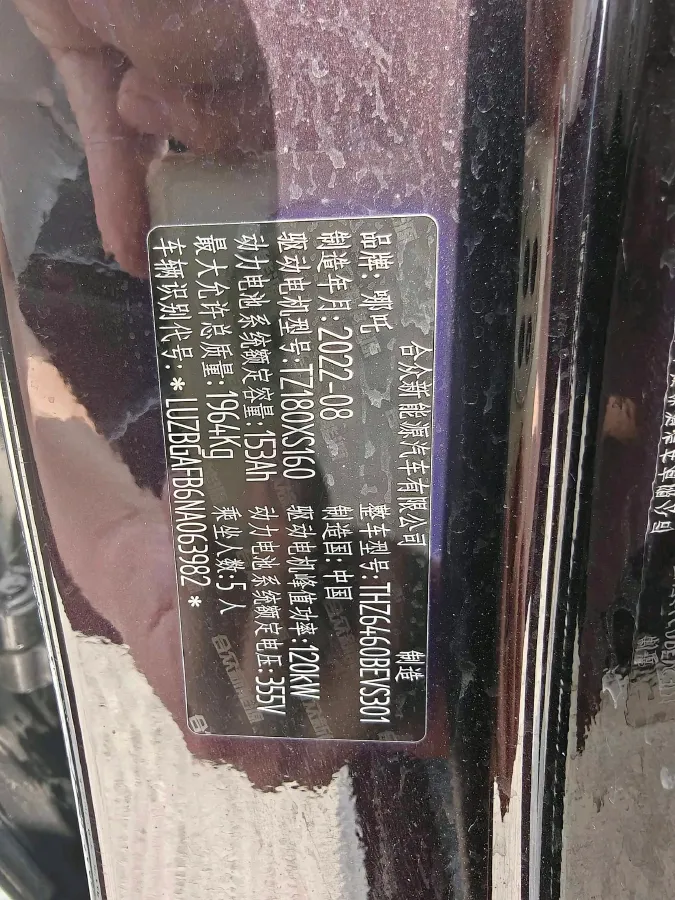 合众新能源汽车有限公司 制造
品牌: 哪吒 整车型号: THZ6460BEVS301
制造年月: 2022-08 制造国: 中国
驱动电机型号: TZ180XS160 驱动电机峰值功率: 120kW
动力电池系统额定容量: 153Ah 动力电池系统额定电压: 355V
最大允许总质量: 1964Kg 乘坐人数: 5 人
车辆识别代号: * LUZBGAFB6NA063982 *